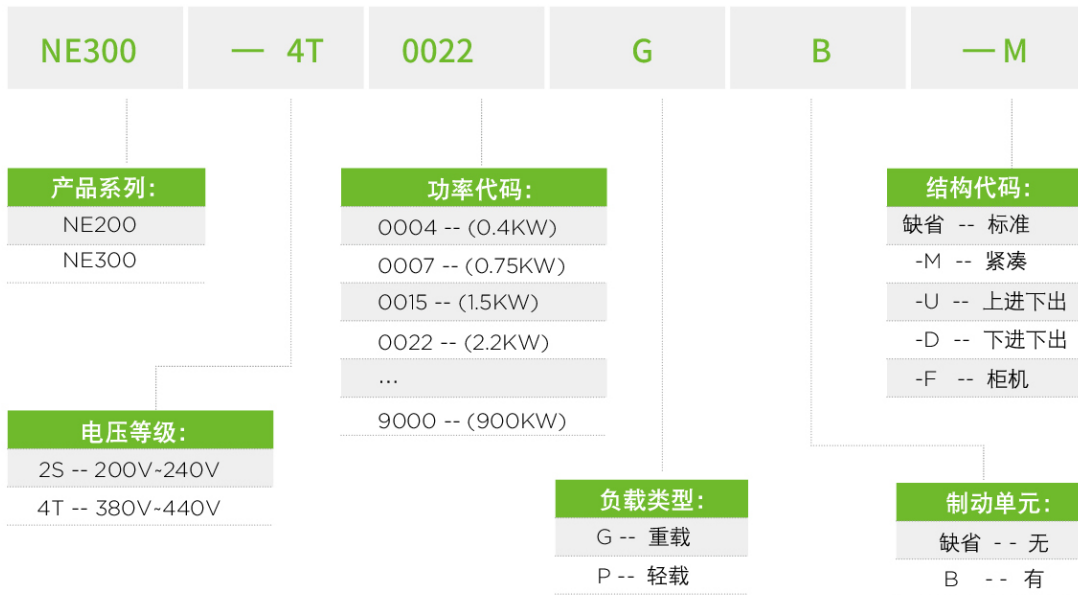 NE300 — 4T 0022 G B —M
产品系列：
NE200
NE300
电压等级：
2S -- 200V~240V
4T -- 380V~440V
功率代码：
0004 -- (0.4KW)
0007 -- (0.75KW)
0015 -- (1.5KW)
0022 -- (2.2KW)
...
9000 -- (900KW)
负载类型：
G -- 重载
P -- 轻载
结构代码：
缺省 -- 标准
-M -- 紧凑
-U -- 上进下出
-D -- 下进下出
-F -- 柜机
制动单元：
缺省 - - 无
B - - 有